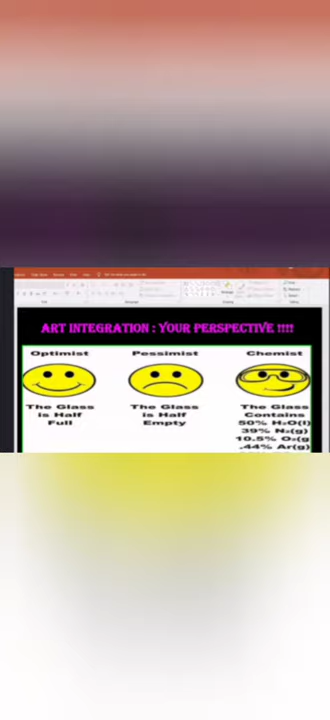 ART INTEGRATION : YOUR PERSPECTIVE !!!!
Optimist Pessimist Chemist
The Glass The Glass The Glass
is Half is Half Contains
Full Empty 50% H₂O(l)
39% N₂(g)
10.5% O₂(g
.44% Ar(g)